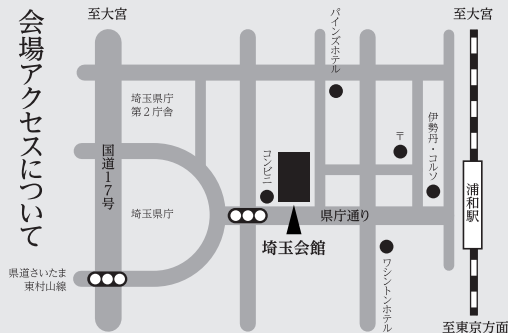 会場アクセスについて
至大宮
至大宮
パインズホテル
埼玉県庁
第2庁舎
国道17号
コンビニ
〒
伊勢丹・コルソ
浦和駅
埼玉県庁
県庁通り
埼玉会館
ワシントンホテル
県道さいたま
東村山線
至東京方面